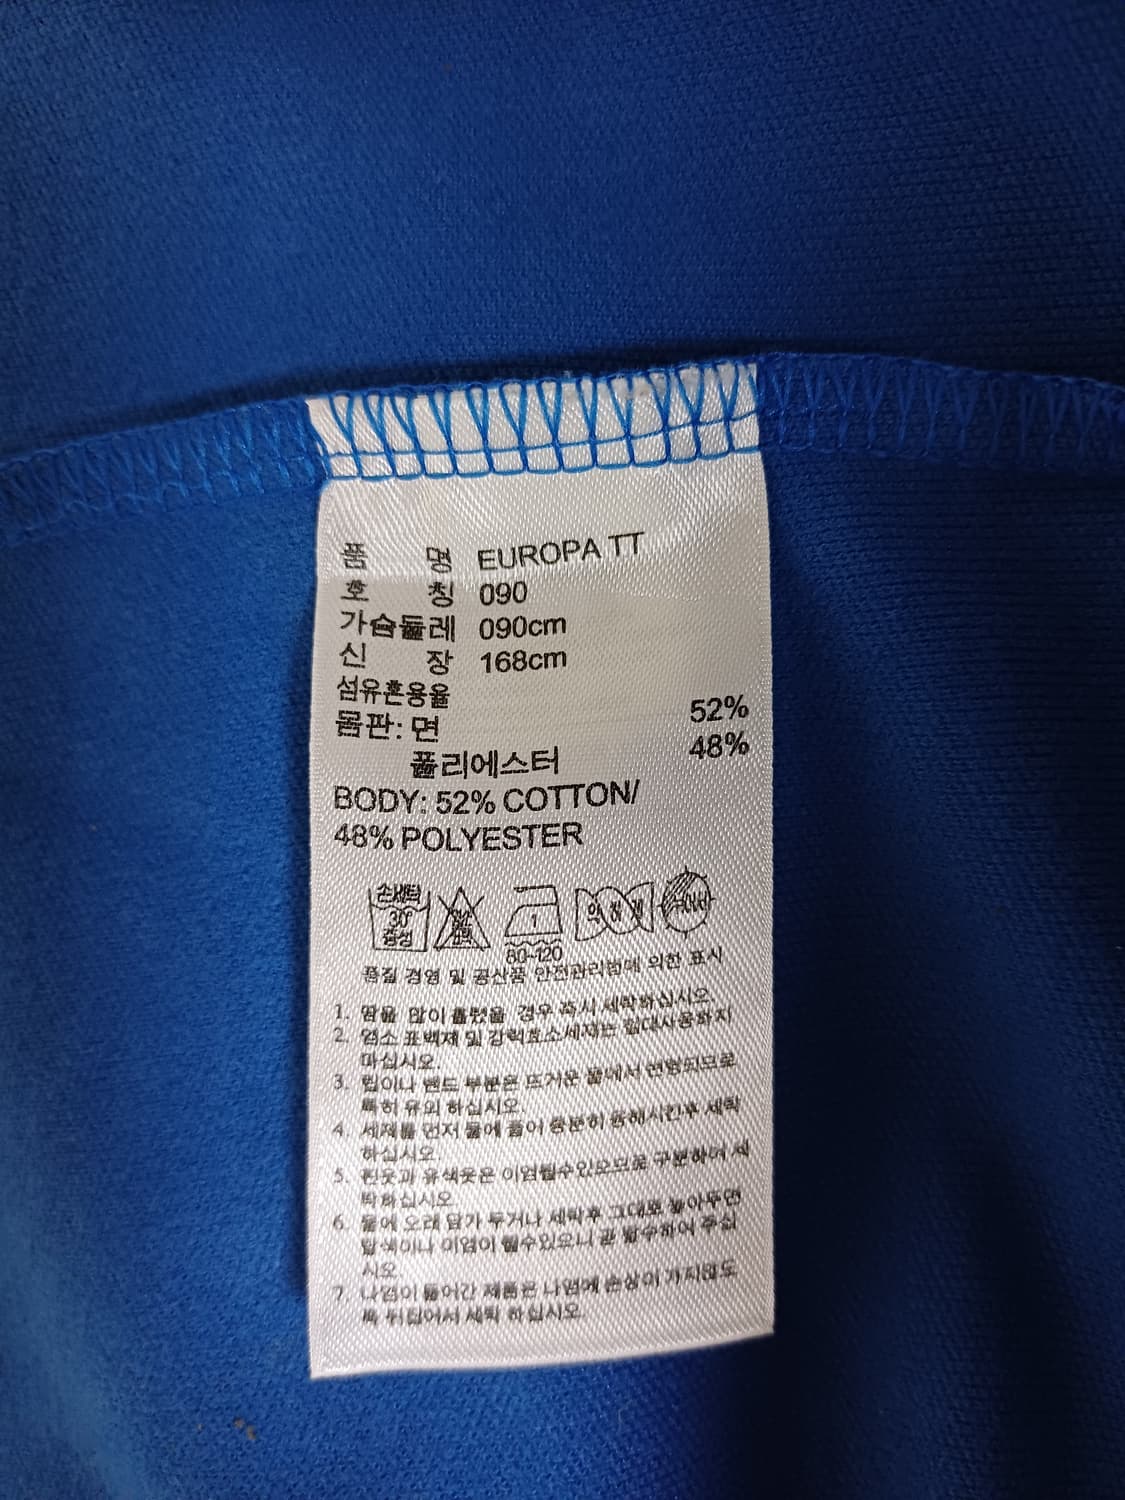 품 명 EUROPA TT
호 칭 090
가슴둘레 090cm
신 장 168cm
섬유혼용율
몸판: 면 52%
폴리에스터 48%
BODY: 52% COTTON/
48% POLYESTER
손세탁
30°
중성
1
80~120
품질 경영 및 공산품 안전관리법에 의한 표시
1. 땀을 많이 흘렸을 경우 즉시 세탁하십시오.
2. 염소 표백제 및 강력효소세제는 절대사용하지
마십시오.
3. 립이나 밴드 부분은 뜨거운 물에서 변형되므로
특히 유의 하십시오.
4. 세제를 먼저 물에 풀어 충분히 용해시킨후 세탁
하십시오.
5. 흰옷과 유색옷은 이염될수있으므로 구분하여 세
탁하십시오
6. 물에 오래 담가 두거나 세탁후 그대로 놓아두면
탈색이나 이염이 될수있으니 곧 탈수하여 주십
시오.
7. 나염이 들어간 제품은 나염에 손상이 가지않도
록 뒤집어서 세탁 하십시오.